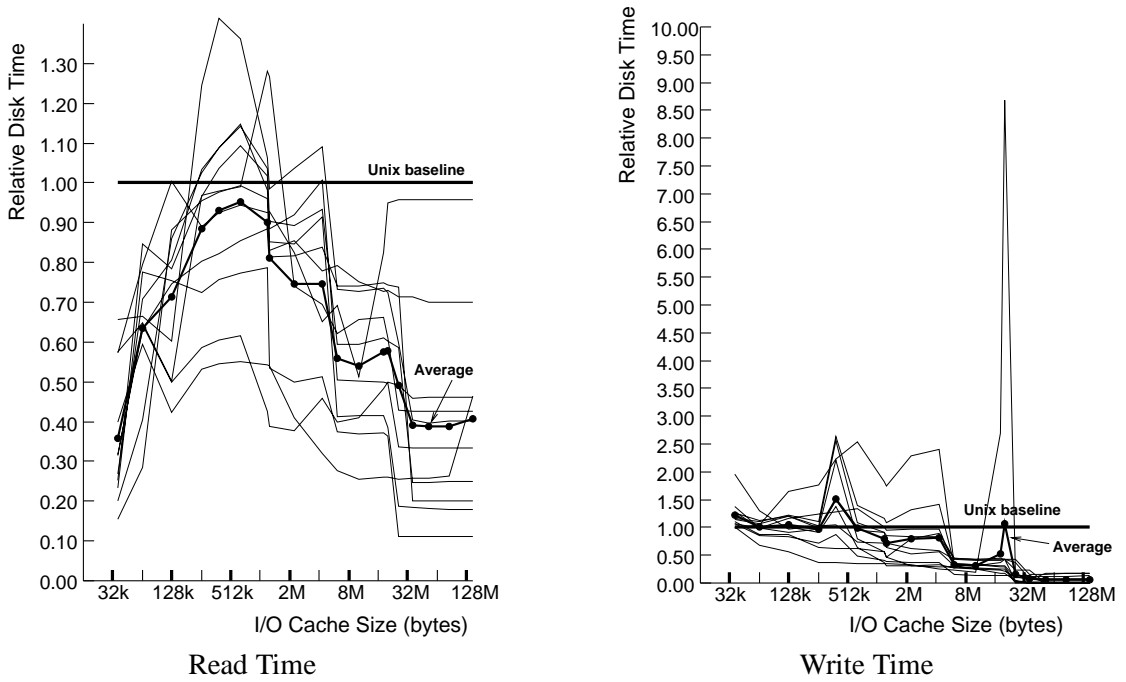 Relative Disk Time
1.30
1.20
1.10
1.00
0.90
0.80
0.70
0.60
0.50
0.40
0.30
0.20
0.10
0.00
Unix baseline
Average
32k 128k 512k 2M 8M 32M 128M
I/O Cache Size (bytes)
Read Time
Relative Disk Time
10.00
9.50
9.00
8.50
8.00
7.50
7.00
6.50
6.00
5.50
5.00
4.50
4.00
3.50
3.00
2.50
2.00
1.50
1.00
0.50
0.00
Unix baseline
Average
32k 128k 512k 2M 8M 32M 128M
I/O Cache Size (bytes)
Write Time